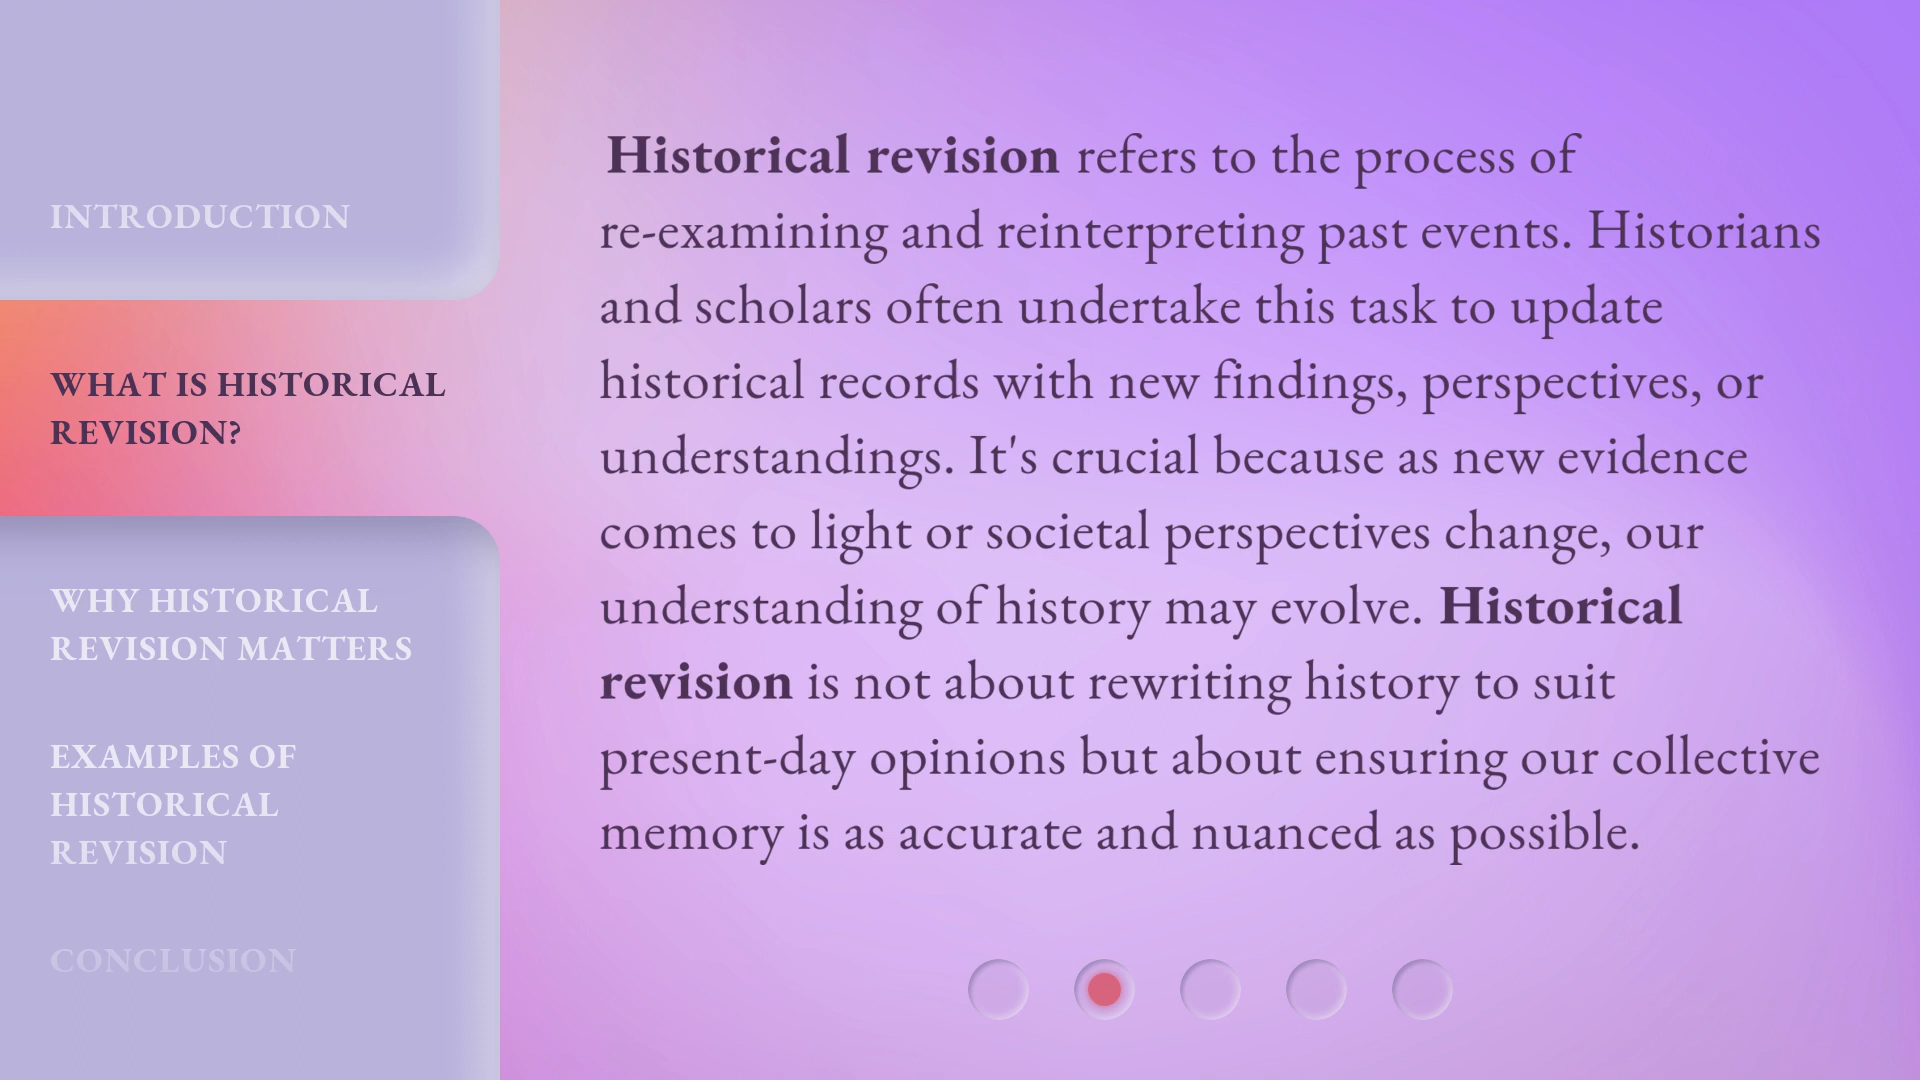 INTRODUCTION
WHAT IS HISTORICAL
REVISION?
WHY HISTORICAL
REVISION MATTERS
EXAMPLES OF
HISTORICAL
REVISION
CONCLUSION
Historical revision refers to the process of
re-examining and reinterpreting past events. Historians
and scholars often undertake this task to update
historical records with new findings, perspectives, or
understandings. It's crucial because as new evidence
comes to light or societal perspectives change, our
understanding of history may evolve. Historical
revision is not about rewriting history to suit
present-day opinions but about ensuring our collective
memory is as accurate and nuanced as possible.